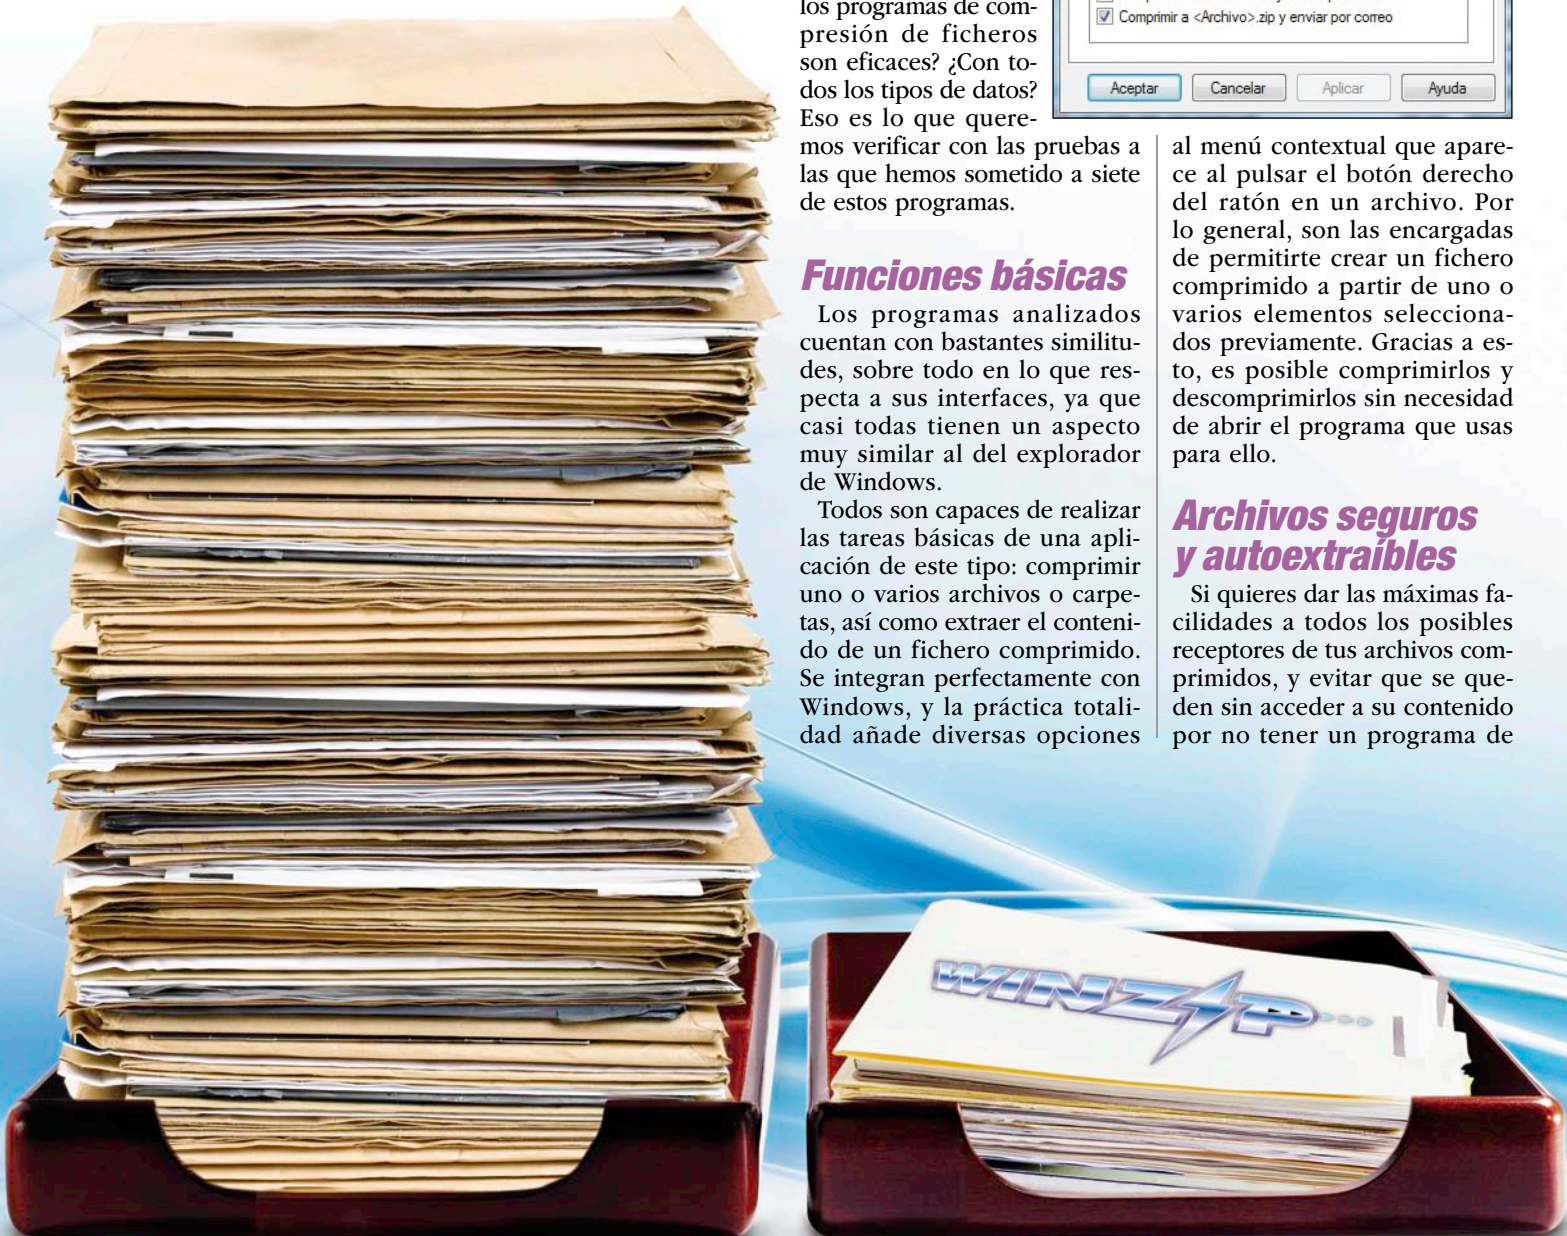 los programas de com-
presión de ficheros
son eficaces? ¿Con to-
dos los tipos de datos?
Eso es lo que quere-
mos verificar con las pruebas a
las que hemos sometido a siete
de estos programas.
Funciones básicas
Los programas analizados
cuentan con bastantes similitu-
des, sobre todo en lo que res-
pecta a sus interfaces, ya que
casi todas tienen un aspecto
muy similar al del explorador
de Windows.
Todos son capaces de realizar
las tareas básicas de una apli-
cación de este tipo: comprimir
uno o varios archivos o carpe-
tas, así como extraer el conteni-
do de un fichero comprimido.
Se integran perfectamente con
Windows, y la práctica totali-
dad añade diversas opciones
Comprimir a <Archivo>.zip y enviar por correo
Aceptar Cancelar Aplicar Ayuda
al menú contextual que apare-
ce al pulsar el botón derecho
del ratón en un archivo. Por
lo general, son las encargadas
de permitirte crear un fichero
comprimido a partir de uno o
varios elementos selecciona-
dos previamente. Gracias a es-
to, es posible comprimirlos y
descomprimirlos sin necesidad
de abrir el programa que usas
para ello.
Archivos seguros
y autoextraíbles
Si quieres dar las máximas fa-
cilidades a todos los posibles
receptores de tus archivos com-
primidos, y evitar que se que-
den sin acceder a su contenido
por no tener un programa de
WINZIP